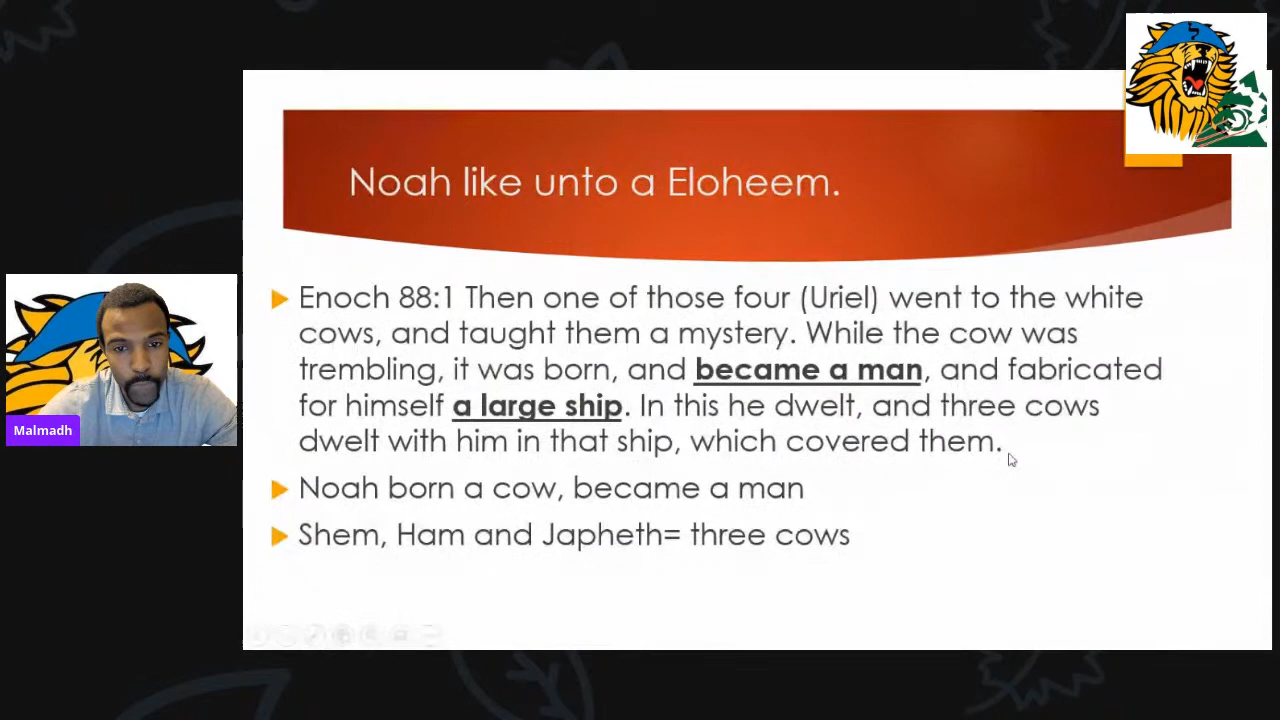 Noah like unto a Eloheem.
Enoch 88:1 Then one of those four (Uriel) went to the white
cows, and taught them a mystery. While the cow was
trembling, it was born, and became a man, and fabricated
for himself a large ship. In this he dwelt, and three cows
dwelt with him in that ship, which covered them.
Noah born a cow, became a man
Shem, Ham and Japheth= three cows
Malmadh